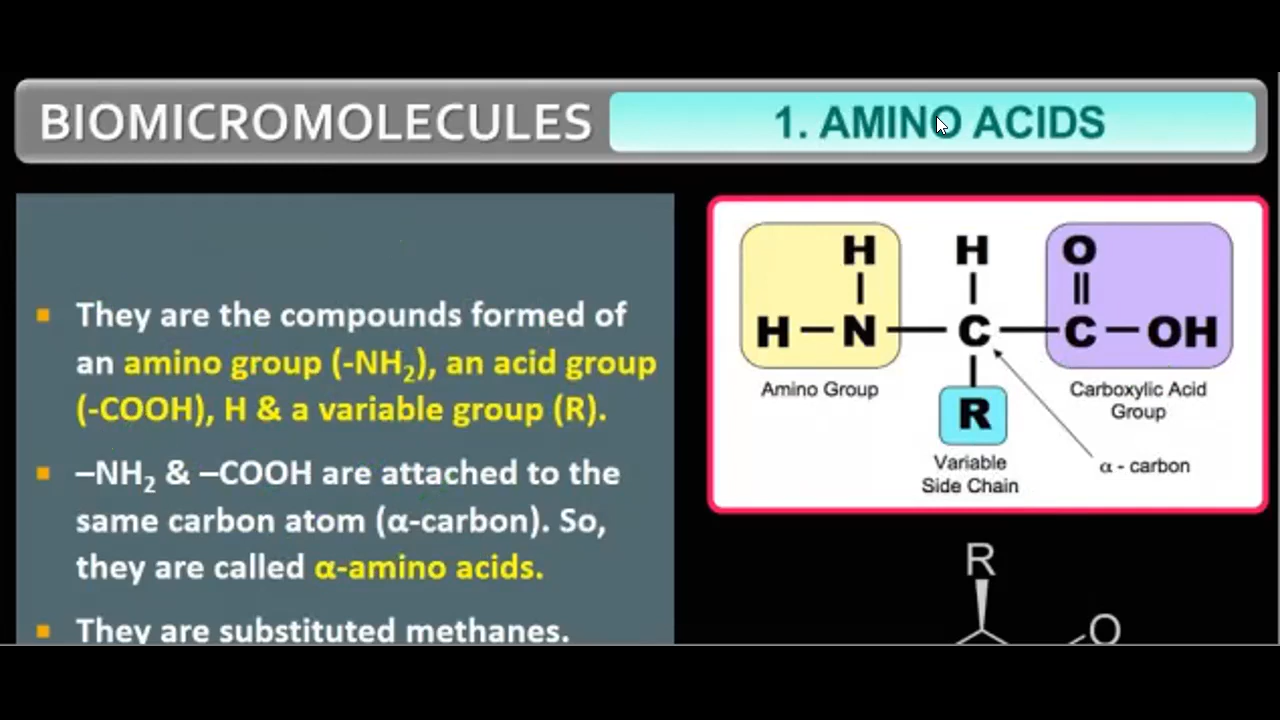 BIOMICROMOLECULES
1. AMINO ACIDS
▪ They are the compounds formed of
an amino group (-NH₂), an acid group
(-COOH), H & a variable group (R).
▪ –NH₂ & –COOH are attached to the
same carbon atom (α-carbon). So,
they are called α-amino acids.
▪ They are substituted methanes.
H H O
H – N – C – C – OH
Amino Group
Carboxylic Acid
Group
R
Variable
Side Chain
α - carbon
R
O